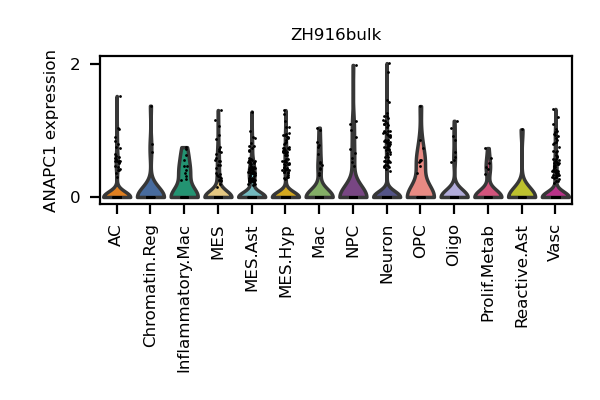 ZH916bulk
ANAPC1 expression
2
0
AC
Chromatin.Reg
Inflammatory.Mac
MES
MES.Ast
MES.Hyp
Mac
NPC
Neuron
OPC
Oligo
Prolif.Metab
Reactive.Ast
Vasc